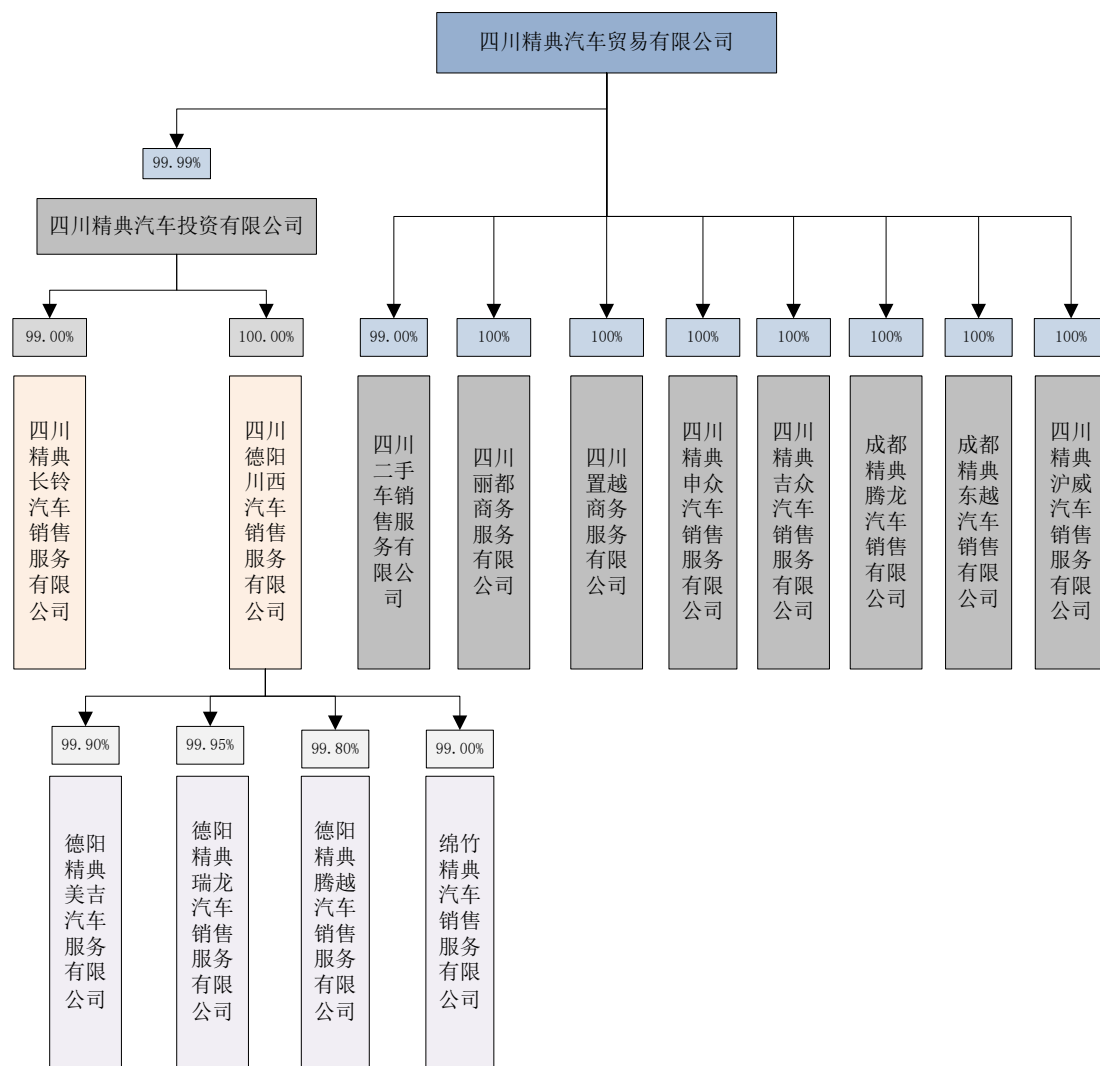 四川精典汽车贸易有限公司
99.99%
四川精典汽车投资有限公司
99.00%
100.00%
99.00%
100%
100%
100%
100%
100%
100%
100%
四川
精典
长铃
汽车
销售
服务
有限
公司
四川
德阳
川西
汽车
销售
服务
有限
公司
四川
二手
车销
售服
务有
限公
司
四川
丽都
商务
服务
有限
公司
四川
置越
商务
服务
有限
公司
四川
精典
申众
汽车
销售
服务
有限
公司
四川
精典
吉众
汽车
销售
服务
有限
公司
成都
精典
腾龙
汽车
销售
有限
公司
成都
精典
东越
汽车
销售
有限
公司
四川
精典
沪威
汽车
销售
服务
有限
公司
99.90%
99.95%
99.80%
99.00%
德阳
精典
美吉
汽车
服务
有限
公司
德阳
精典
瑞龙
汽车
销售
服务
有限
公司
德阳
精典
腾越
汽车
销售
服务
有限
公司
绵竹
精典
汽车
销售
服务
有限
公司